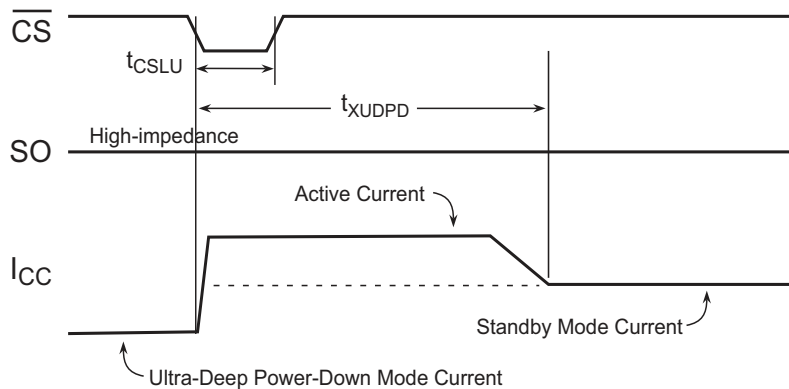 CS
tCSLU
tXUDPD
High-impedance
SO
Active Current
ICC
Standby Mode Current
Ultra-Deep Power-Down Mode Current